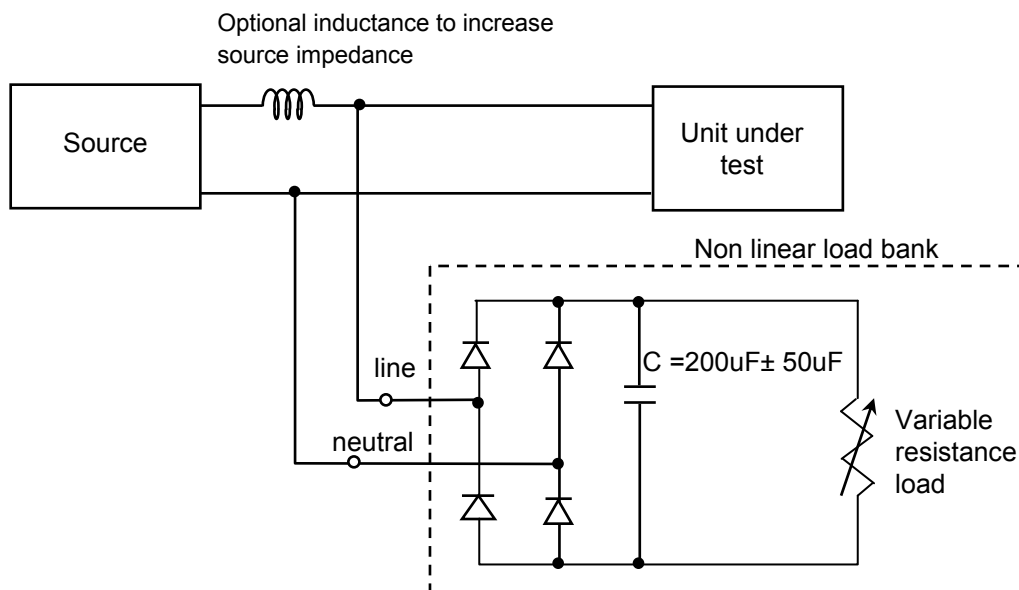 Optional inductance to increase
source impedance
Source
Unit under
test
Non linear load bank
line
C =200uF± 50uF
neutral
Variable
resistance
load